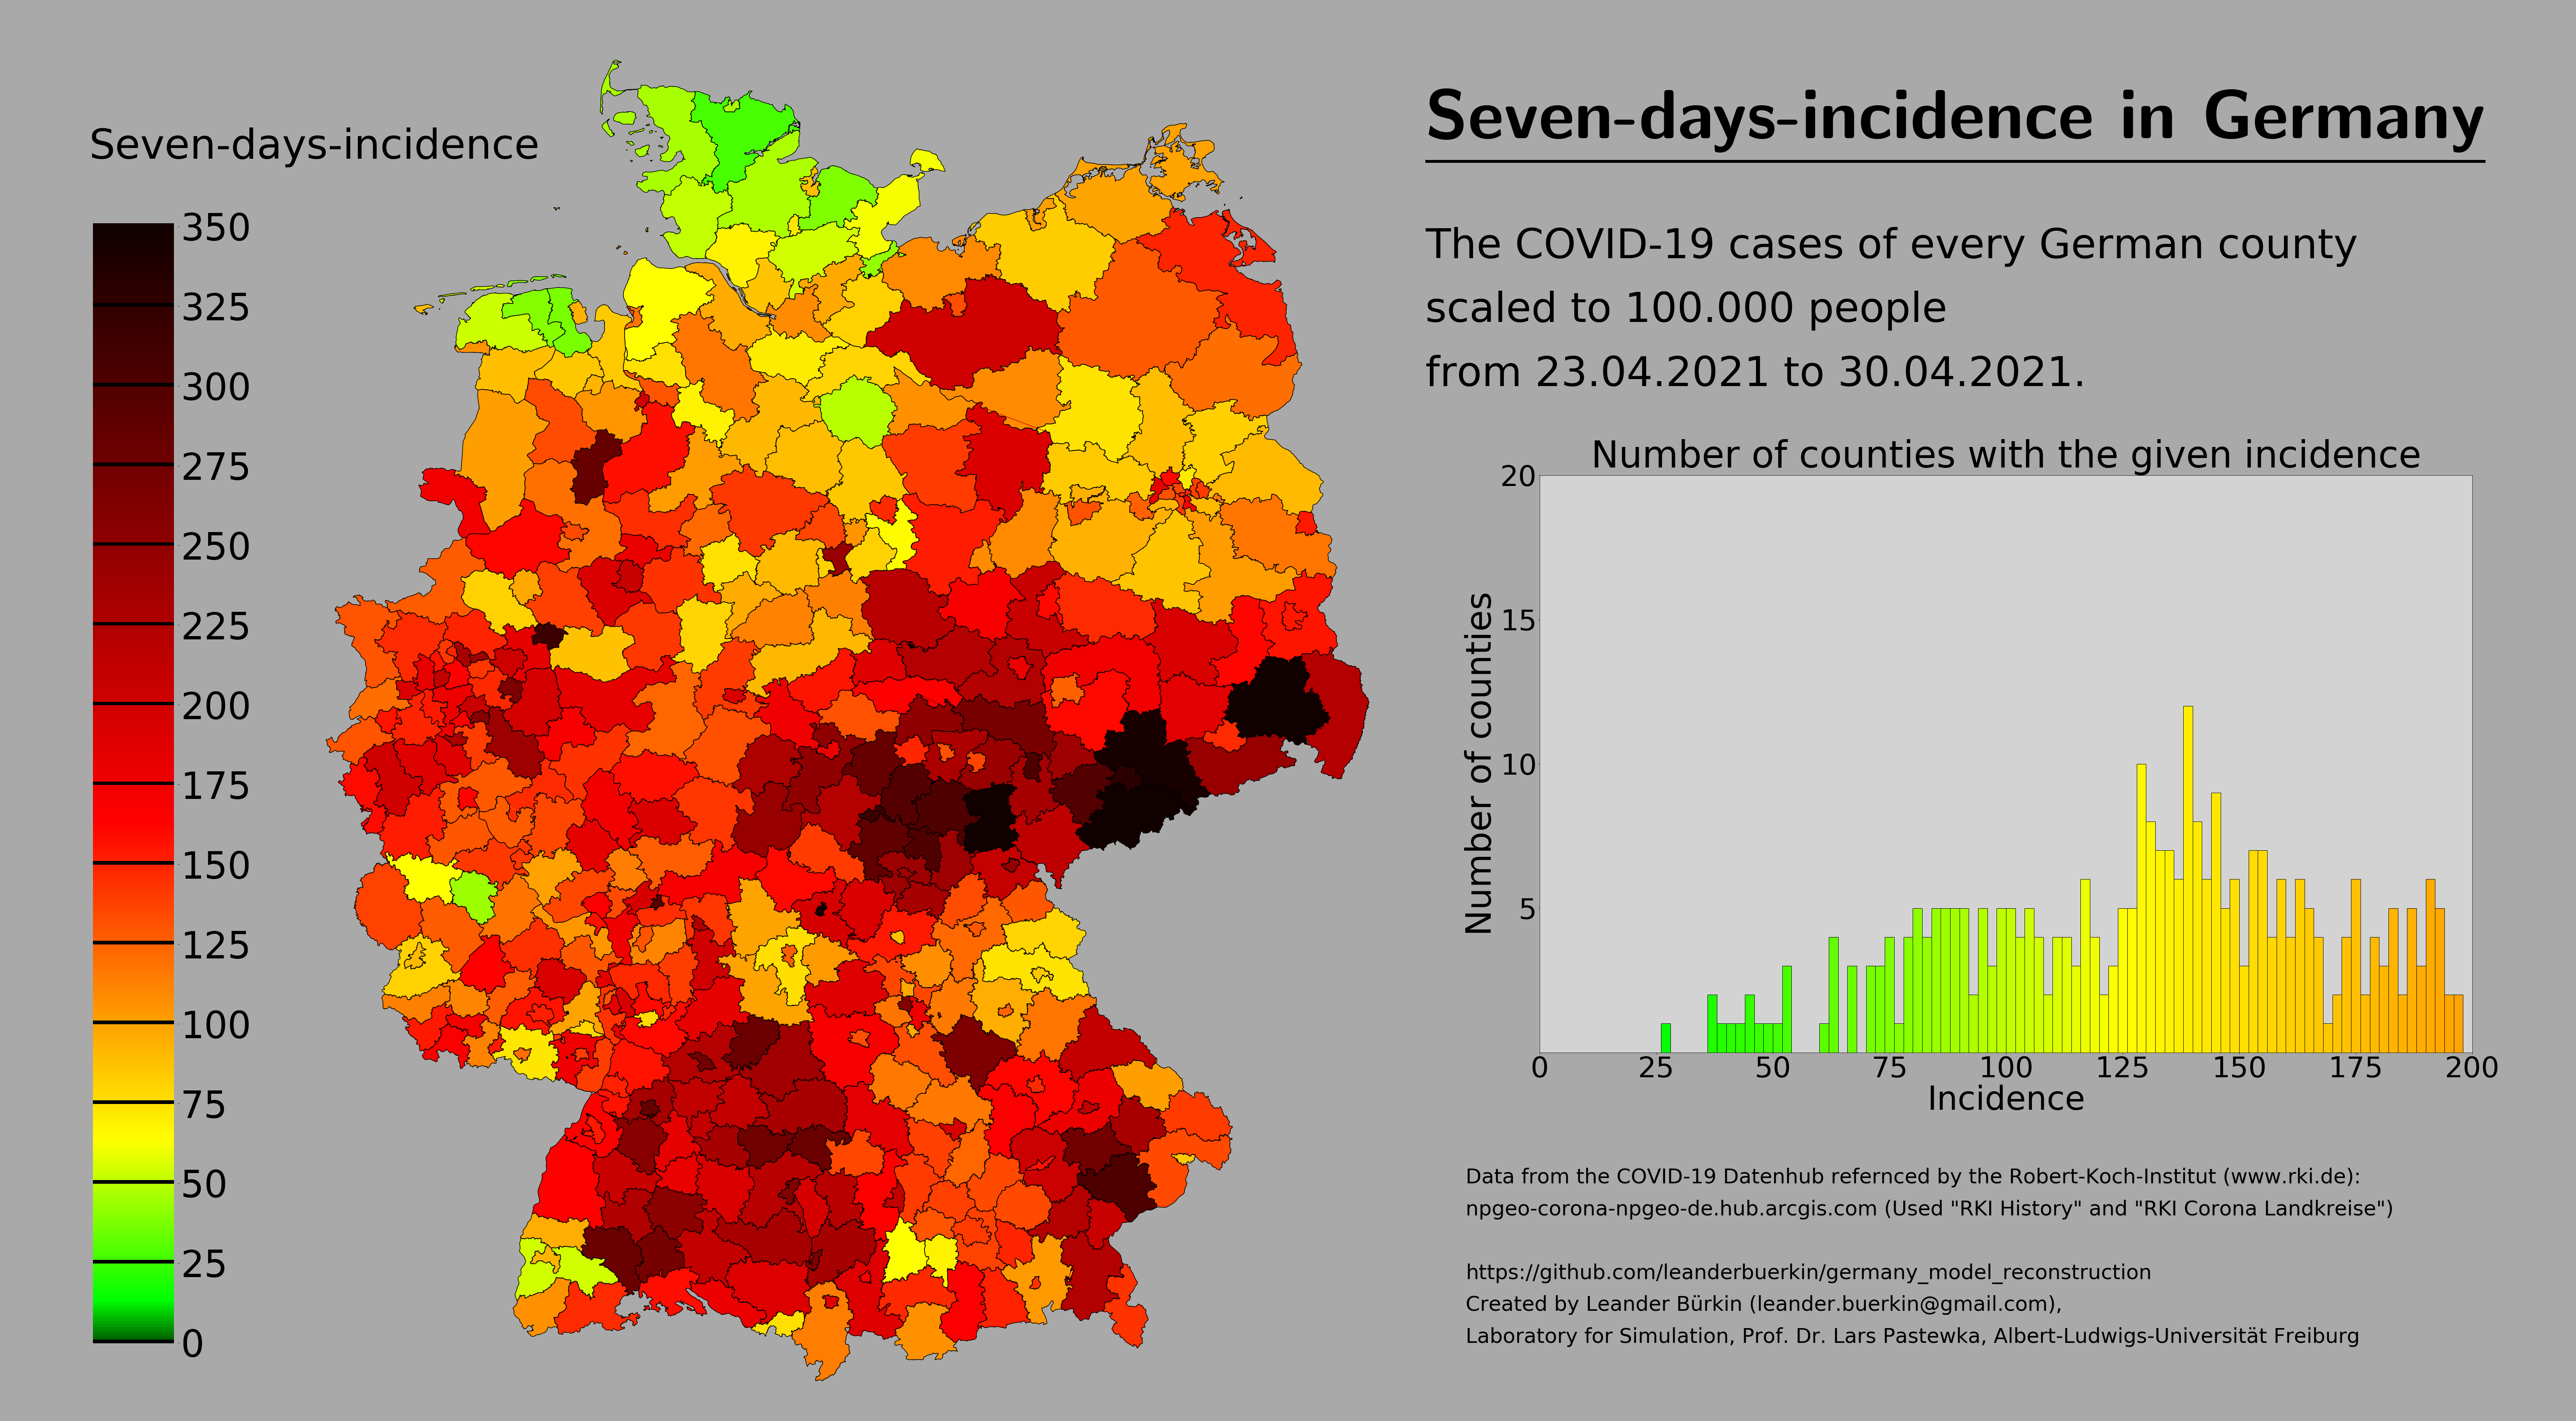 Seven-days-incidence
350
325
300
275
250
225
200
175
150
125
100
75
50
25
0
Seven-days-incidence in Germany
The COVID-19 cases of every German county
scaled to 100.000 people
from 23.04.2021 to 30.04.2021.
Number of counties with the given incidence
20
15
10
5
Number of counties
0 25 50 75 100 125 150 175 200
Incidence
Data from the COVID-19 Datenhub refernced by the Robert-Koch-Institut (www.rki.de):
npgeo-corona-npgeo-de.hub.arcgis.com (Used "RKI History" and "RKI Corona Landkreise")
https://github.com/leanderbuerkin/germany_model_reconstruction
Created by Leander Bürkin (leander.buerkin@gmail.com),
Laboratory for Simulation, Prof. Dr. Lars Pastewka, Albert-Ludwigs-Universität Freiburg